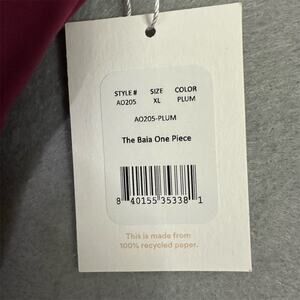 STYLE # SIZE COLOR
AO205 XL PLUM
AO205-PLUM
The Baia One Piece
8 40155 35338 1
This is made from
100% recycled paper.